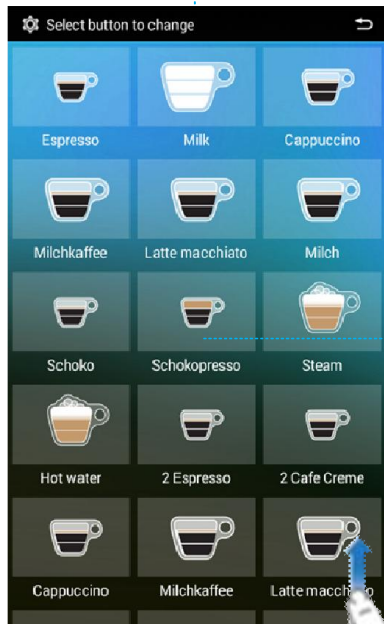 Select button to change
Espresso Milk Cappuccino
Milchkaffee Latte macchiato Milch
Schoko Schokopresso Steam
Hot water 2 Espresso 2 Cafe Creme
Cappuccino Milchkaffee Latte